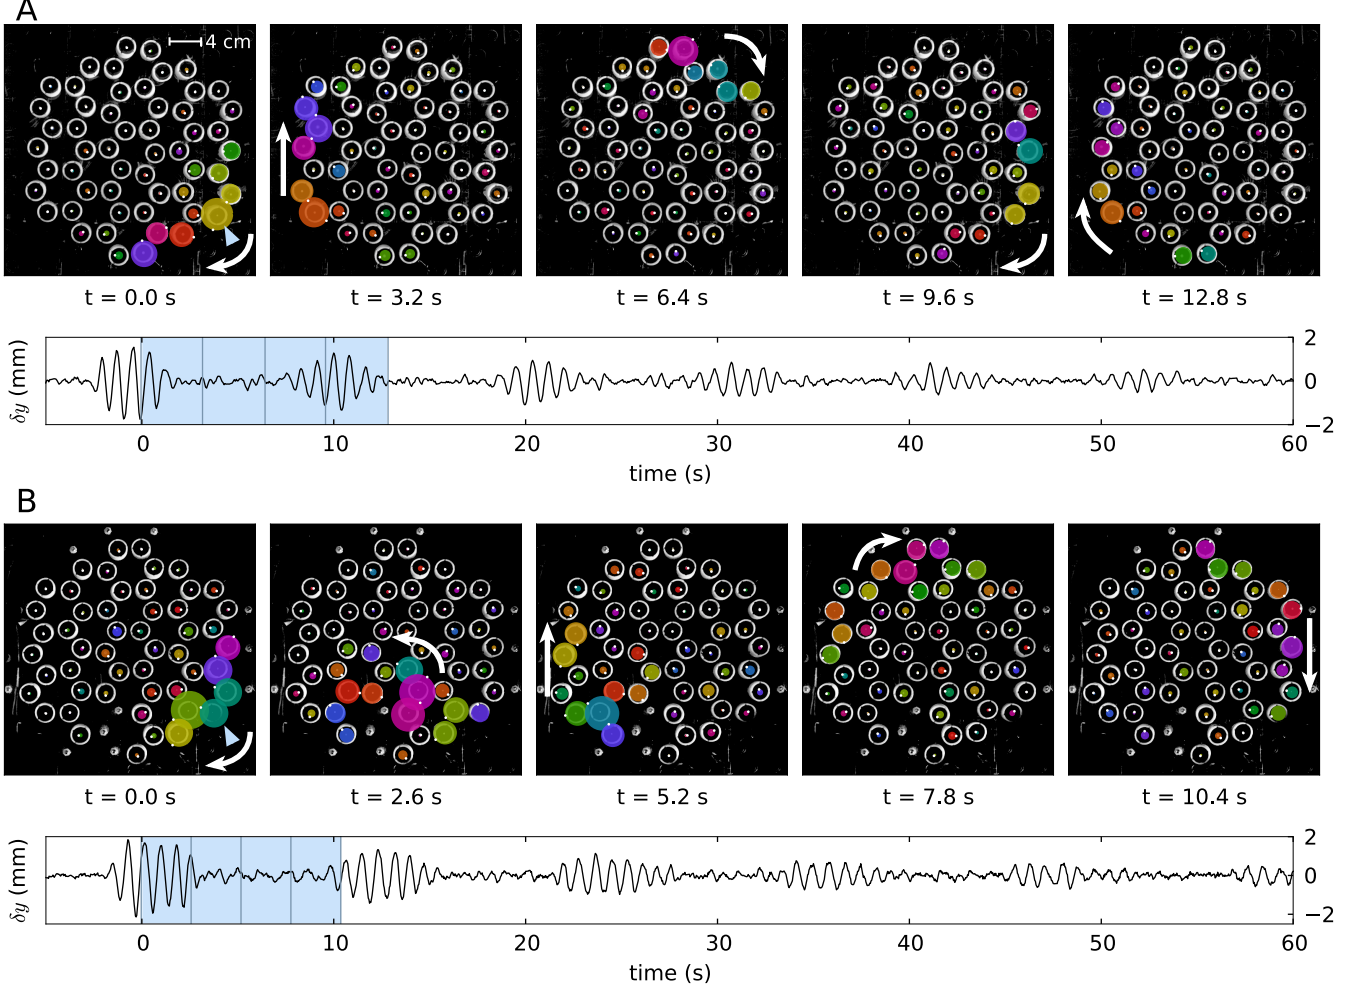 A
4 cm
t = 0.0 s
t = 3.2 s
t = 6.4 s
t = 9.6 s
t = 12.8 s
δy (mm)
2
0
−2
0
10
20
30
40
50
60
time (s)
B
t = 0.0 s
t = 2.6 s
t = 5.2 s
t = 7.8 s
t = 10.4 s
δy (mm)
2
0
−2
0
10
20
30
40
50
60
time (s)